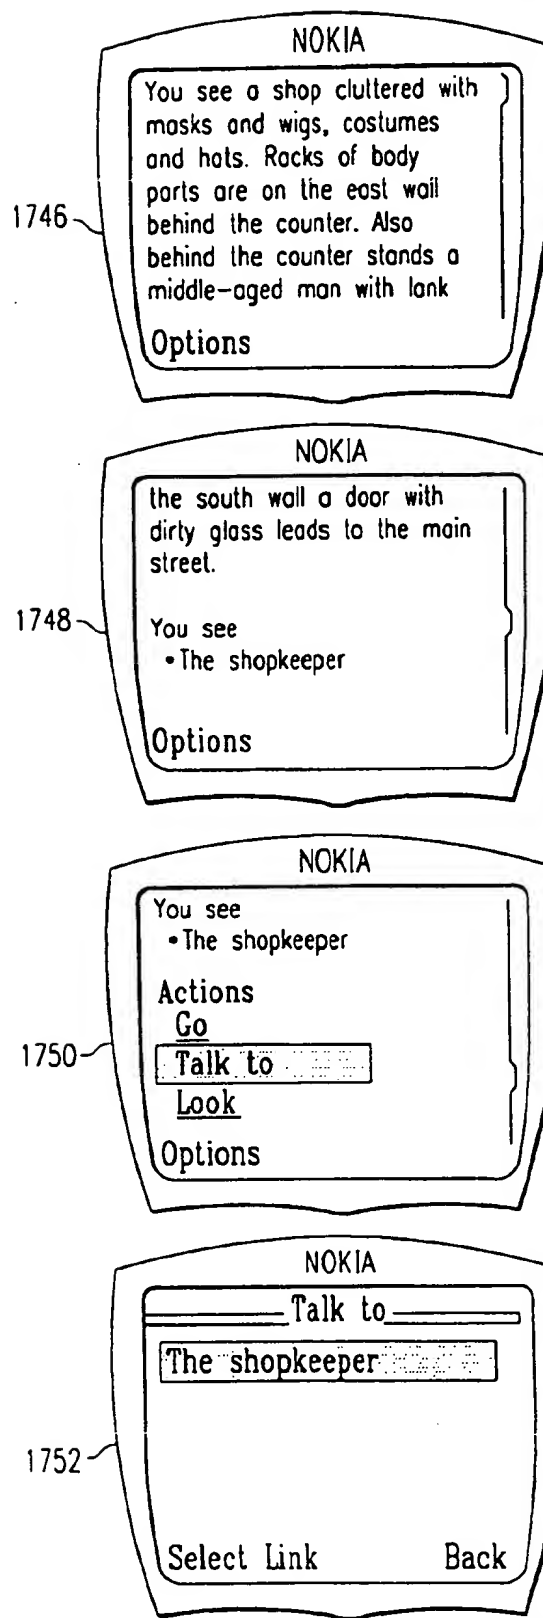 NOKIA
You see a shop cluttered with
masks and wigs, costumes
and hats. Racks of body
parts are on the east wall
behind the counter. Also
behind the counter stands a
middle-aged man with lank
Options
1746
NOKIA
the south wall a door with
dirty glass leads to the main
street.
You see
•The shopkeeper
Options
1748
NOKIA
You see
•The shopkeeper
Actions
Go
Talk to
Look
Options
1750
NOKIA
Talk to
The shopkeeper
Select Link Back
1752